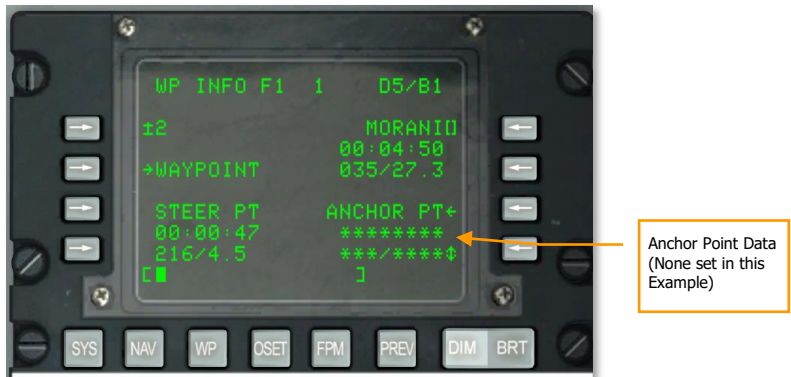 WP INFO F1 1 D5/B1
±2 MORANI[]
00:04:50
→WAYPOINT 035/27.3
STEER PT ANCHOR PT←
00:00:47 ********
216/4.5 ***/****↕
[ ]
Anchor Point Data
(None set in this
Example)
SYS NAV WP OSET FPM PREV DIM BRT